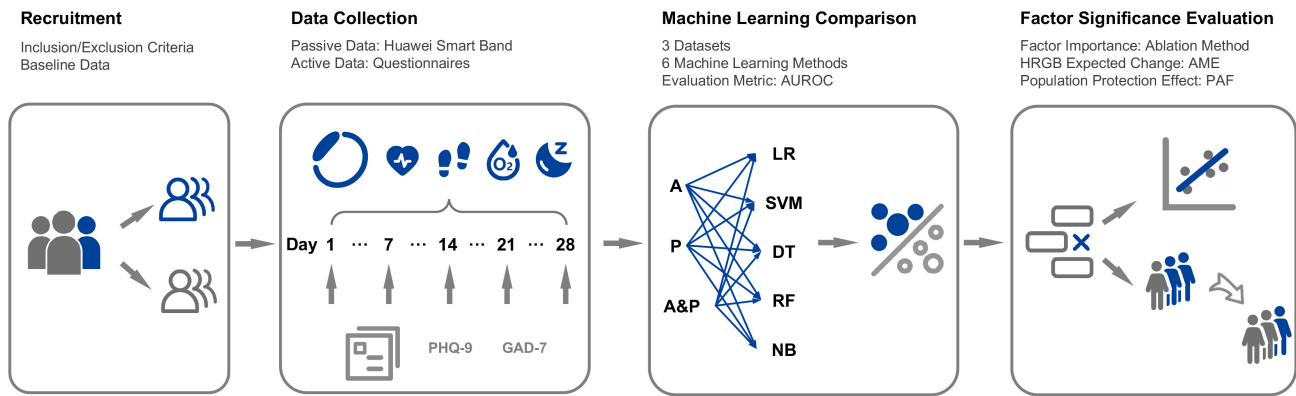 Recruitment
Inclusion/Exclusion Criteria
Baseline Data
Data Collection
Passive Data: Huawei Smart Band
Active Data: Questionnaires
O2
z
Day 1 ··· 7 ··· 14 ··· 21 ··· 28
PHQ-9 GAD-7
Machine Learning Comparison
3 Datasets
6 Machine Learning Methods
Evaluation Metric: AUROC
A
P
A&P
LR
SVM
DT
RF
NB
Factor Significance Evaluation
Factor Importance: Ablation Method
HRGB Expected Change: AME
Population Protection Effect: PAF